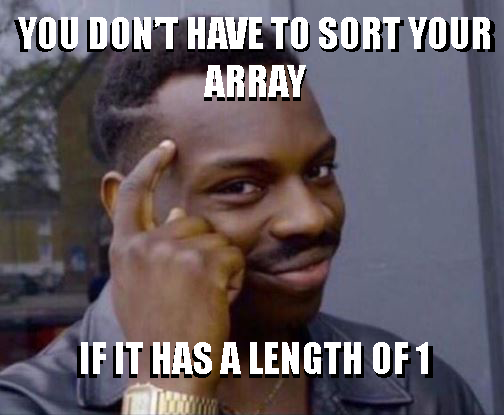 YOU DON'T HAVE TO SORT YOUR
ARRAY
IF IT HAS A LENGTH OF 1